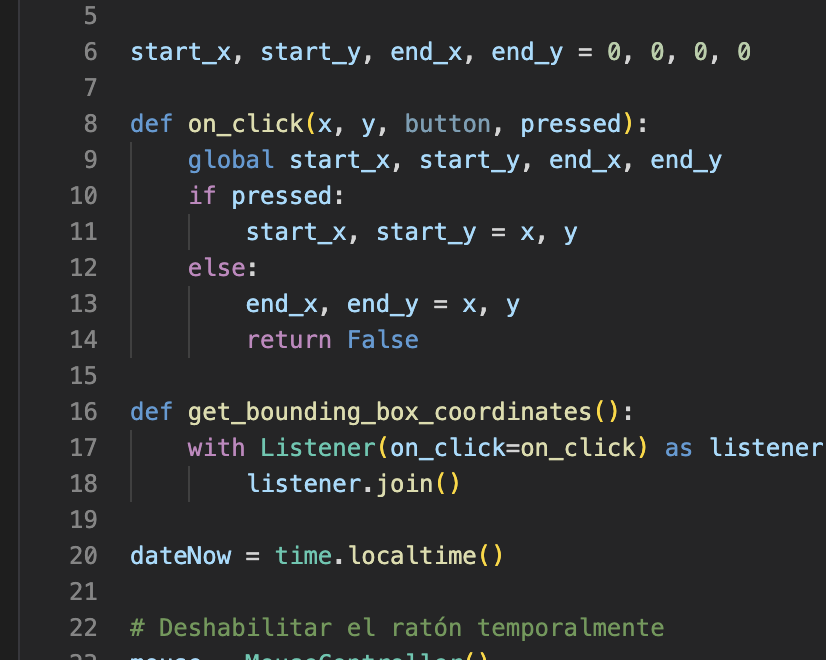 5
6 start_x, start_y, end_x, end_y = 0, 0, 0, 0
7
8 def on_click(x, y, button, pressed):
9 global start_x, start_y, end_x, end_y
10 if pressed:
11 start_x, start_y = x, y
12 else:
13 end_x, end_y = x, y
14 return False
15
16 def get_bounding_box_coordinates():
17 with Listener(on_click=on_click) as listener
18 listener.join()
19
20 dateNow = time.localtime()
21
22 # Deshabilitar el ratón temporalmente
23 mouse = MouseController()